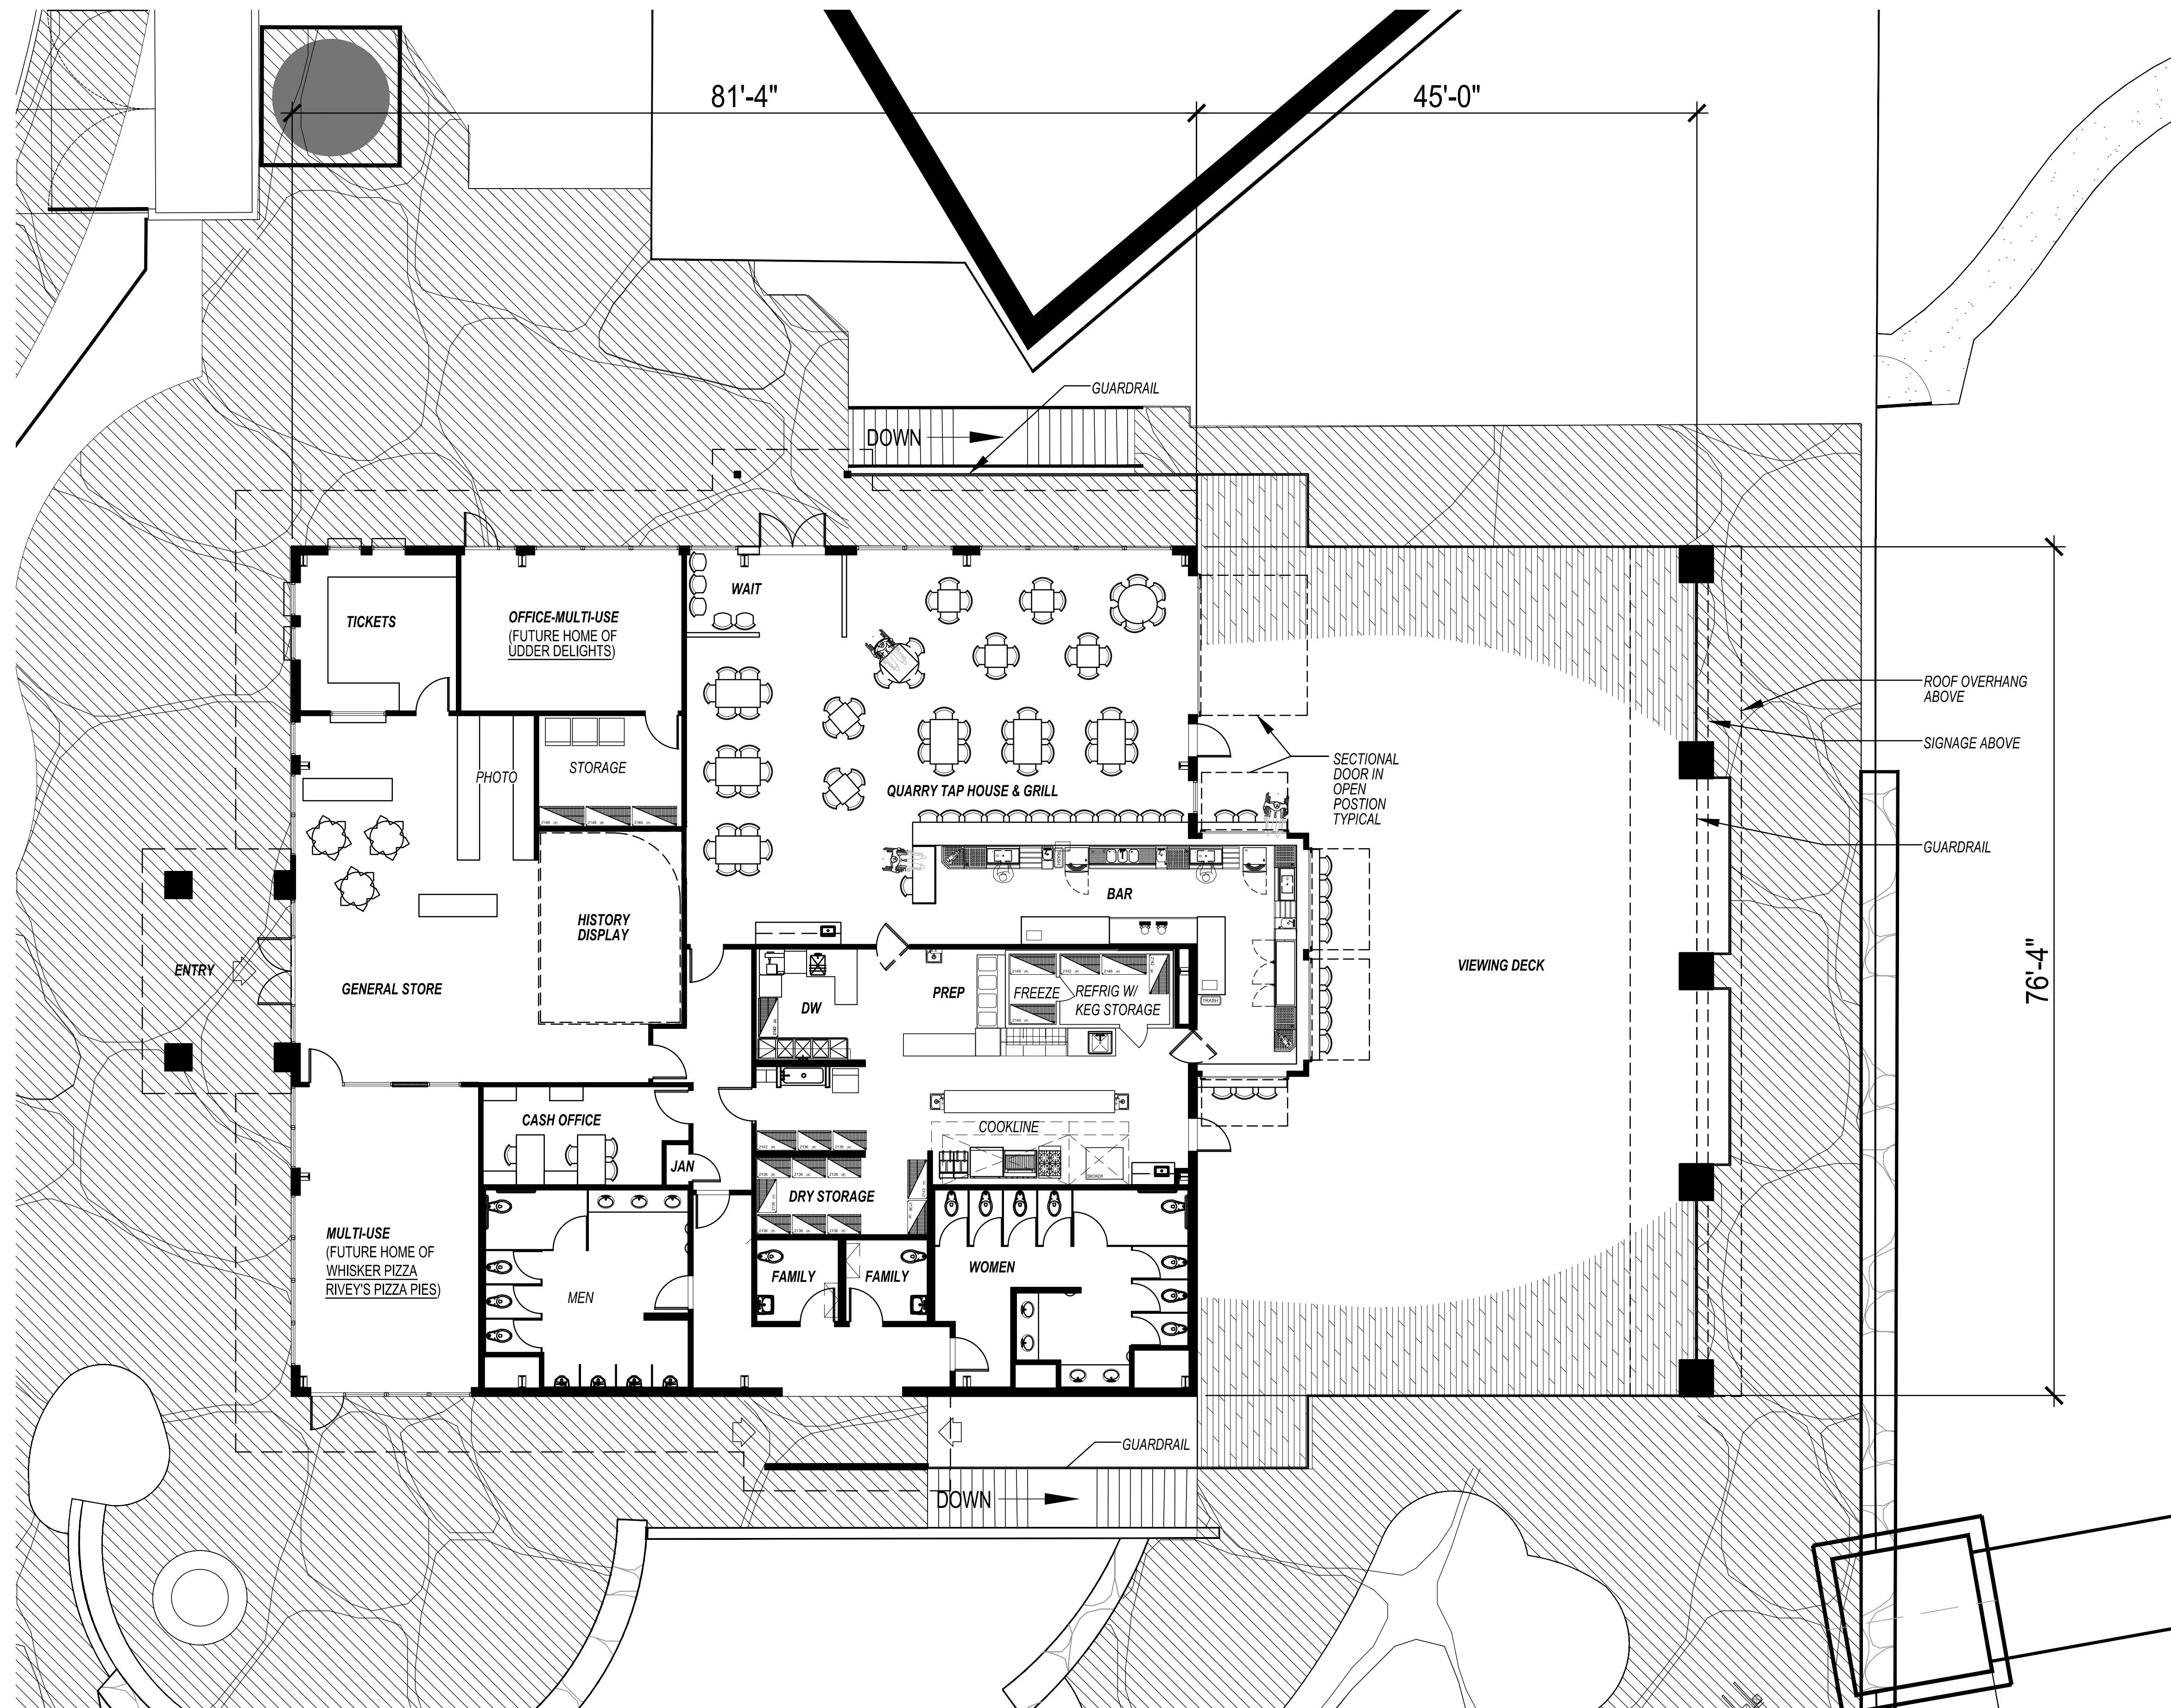 81'-4"
45'-0"
GUARDRAIL
DOWN
WAIT
TICKETS
OFFICE-MULTI-USE
(FUTURE HOME OF
UDDER DELIGHTS)
ROOF OVERHANG
ABOVE
SIGNAGE ABOVE
PHOTO
STORAGE
QUARRY TAP HOUSE & GRILL
SECTIONAL
DOOR IN
OPEN
POSTION
TYPICAL
GUARDRAIL
TRASH
BAR
HISTORY
DISPLAY
ENTRY
GENERAL STORE
VIEWING DECK
76'-4"
DW
PREP
FREEZE
REFRIG W/
KEG STORAGE
TRASH
CASH OFFICE
COOKLINE
JAN
SMOKER
DRY STORAGE
MULTI-USE
(FUTURE HOME OF
WHISKER PIZZA
RIVEY'S PIZZA PIES)
MEN
FAMILY
FAMILY
WOMEN
GUARDRAIL
DOWN